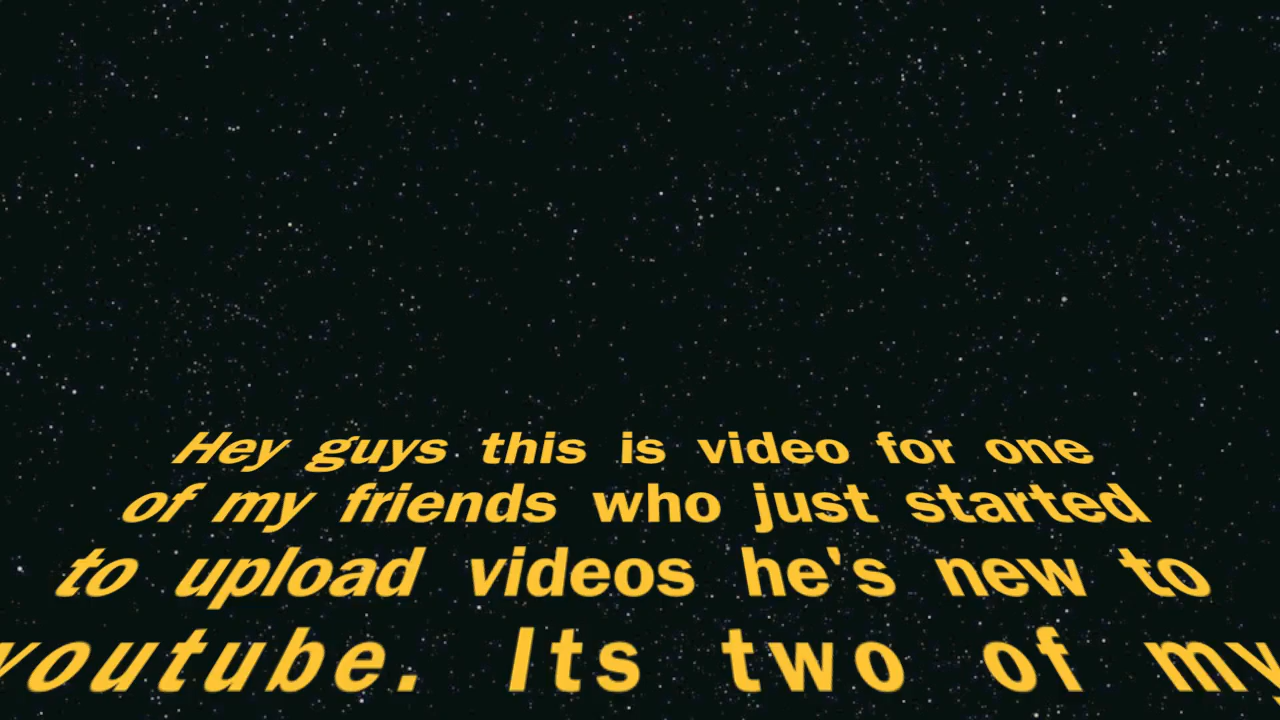 Hey guys this is video for one
of my friends who just started
to upload videos he's new to
youtube. Its two of my